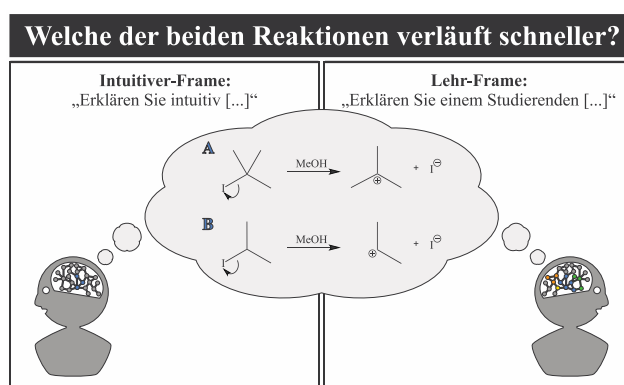 Welche der beiden Reaktionen verläuft schneller?
Intuitiver-Frame:
„Erklären Sie intuitiv [...]“
Lehr-Frame:
„Erklären Sie einem Studierenden [...]“
A
I
MeOH
⊕
+ I⊖
B
I
MeOH
⊕
+ I⊖